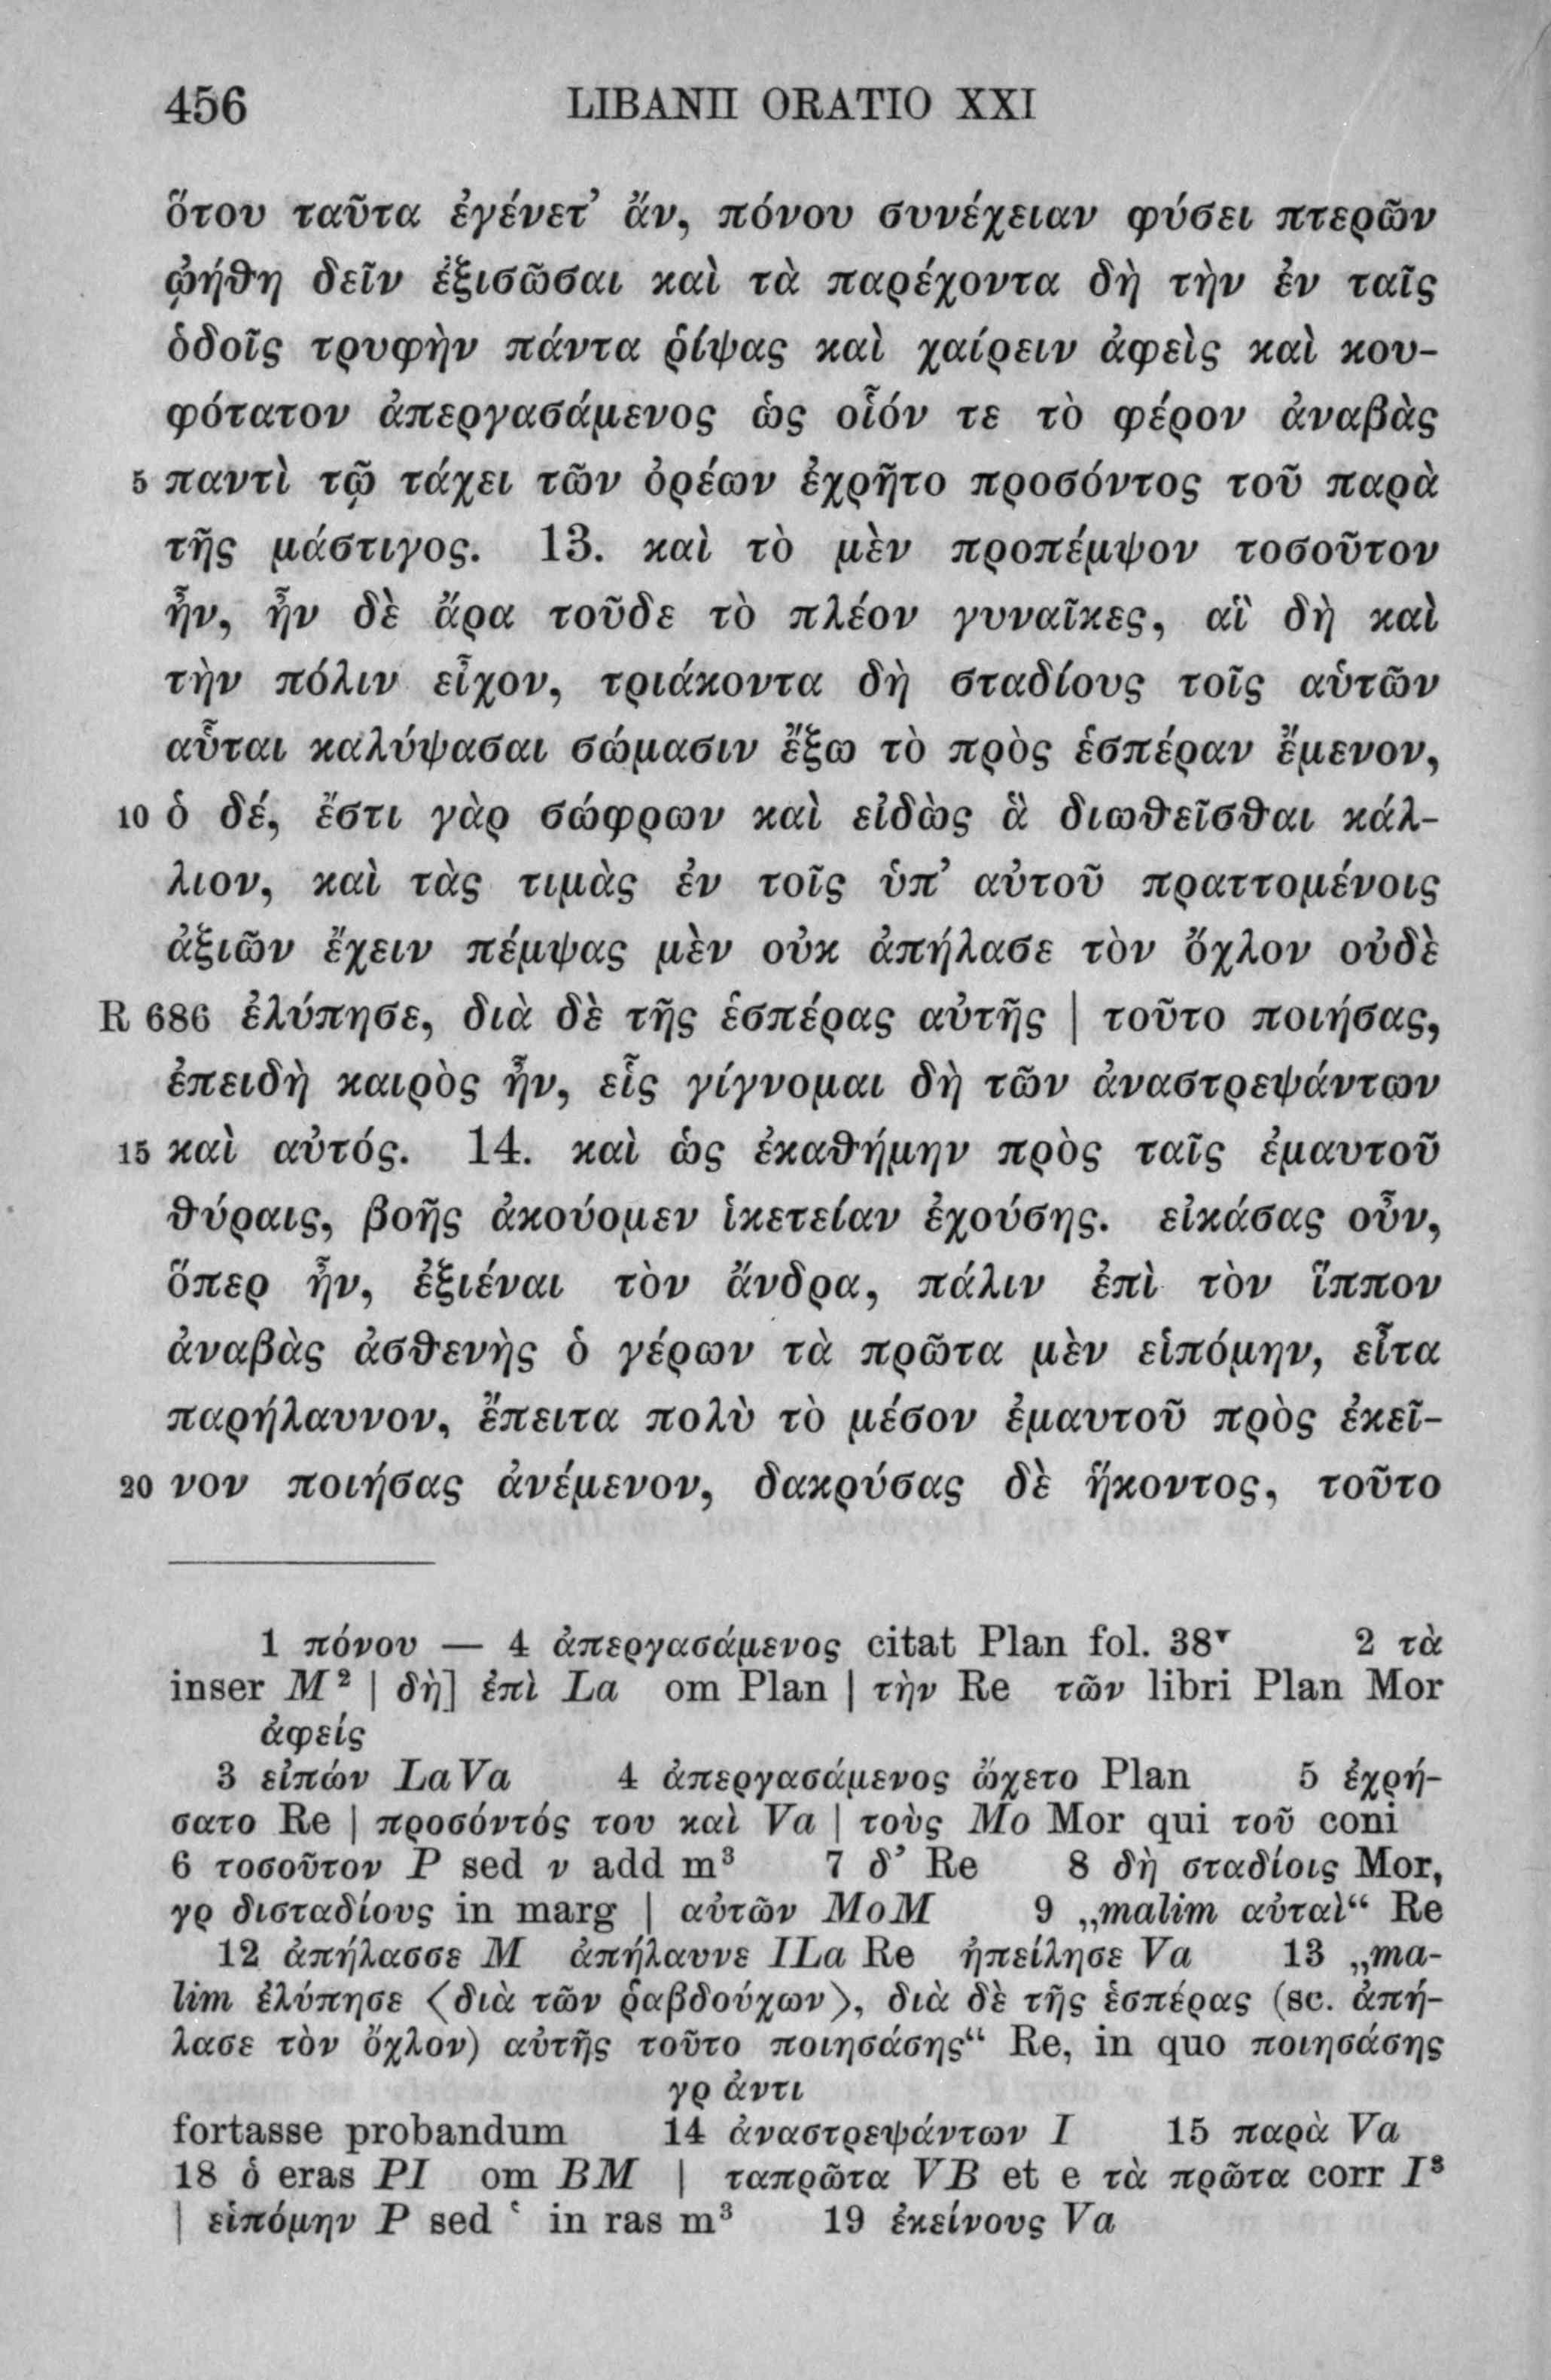 456 LIBANII ORATIO XXI
ὅτου ταῦτα ἐγένετ’ ἄν, πόνου συνέχειαν φύσει πτερῶν
ᾠήθη δεῖν ἐξισῶσαι καὶ τὰ παρέχοντα δὴ τὴν ἐν ταῖς
ὁδοῖς τρυφὴν πάντα ῥίψας καὶ χαίρειν ἀφεὶς καὶ κου-
φότατον ἀπεργασάμενος ὡς οἷόν τε τὸ φέρον ἀναβὰς
5 παντὶ τῷ τάχει τῶν ὀρέων ἐχρῆτο προσόντος τοῦ παρὰ
τῆς μάστιγος. 13. καὶ τὸ μὲν προπέμψον τοσοῦτον
ἦν, ἦν δὲ ἄρα τοῦδε τὸ πλέον γυναῖκες, αἳ δὴ καὶ
τὴν πόλιν εἶχον, τριάκοντα δὴ σταδίους τοῖς αὑτῶν
αὗται καλύψασαι σώμασιν ἔξω τὸ πρὸς ἑσπέραν ἔμενον,
10 ὁ δέ, ἔστι γὰρ σώφρων καὶ εἰδὼς ἃ διωθεῖσθαι κάλ-
λιον, καὶ τὰς τιμὰς ἐν τοῖς ὑπ’ αὐτοῦ πραττομένοις
ἀξιῶν ἔχειν πέμψας μὲν οὐκ ἀπήλασε τὸν ὄχλον οὐδὲ
R 686 ἐλύπησε, διὰ δὲ τῆς ἑσπέρας αὐτῆς | τοῦτο ποιήσας,
ἐπειδὴ καιρὸς ἦν, εἷς γίγνομαι δὴ τῶν ἀναστρεψάντων
15 καὶ αὐτός. 14. καὶ ὡς ἐκαθήμην πρὸς ταῖς ἐμαυτοῦ
θύραις, βοῆς ἀκούομεν ἱκετείαν ἐχούσης. εἰκάσας οὖν,
ὅπερ ἦν, ἐξιέναι τὸν ἄνδρα, πάλιν ἐπὶ τὸν ἵππον
ἀναβὰς ἀσθενὴς ὁ γέρων τὰ πρῶτα μὲν εἱπόμην, εἶτα
παρήλαυνον, ἔπειτα πολὺ τὸ μέσον ἐμαυτοῦ πρὸς ἐκεῖ-
20 νον ποιήσας ἀνέμενον, δακρύσας δὲ ἥκοντος, τοῦτο
1 πόνου — 4 ἀπεργασάμενος citat Plan fol. 38ᵛ 2 τὰ
inser M² | δὴ] ἐπὶ La om Plan | τὴν Re τῶν libri Plan Mor
ἀφείς
3 εἰπών LaVa 4 ἀπεργασάμενος ᾤχετο Plan 5 ἐχρή-
σατο Re | προσόντός του καὶ Va | τοὺς Mo Mor qui τοῦ coni
6 τοσοῦτον P sed ν add m³ 7 δ’ Re 8 δὴ σταδίοις Mor,
γρ δισταδίους in marg | αὐτῶν MoM 9 „malim αὐταὶ“ Re
12 ἀπήλασσε M ἀπήλαυνε ILa Re ἠπείλησε Va 13 „ma-
lim ἐλύπησε ⟨διὰ τῶν ῥαβδούχων⟩, διὰ δὲ τῆς ἑσπέρας (sc. ἀπή-
λασε τὸν ὄχλον) αὐτῆς τοῦτο ποιησάσης“ Re, in quo ποιησάσης
γρ ἀντι
fortasse probandum 14 ἀναστρεψάντων I 15 παρὰ Va
18 ὁ eras PI om BM | ταπρῶτα VB et e τὰ πρῶτα corr I³
| εἱπόμην P sed ῾ in ras m³ 19 ἐκείνους Va